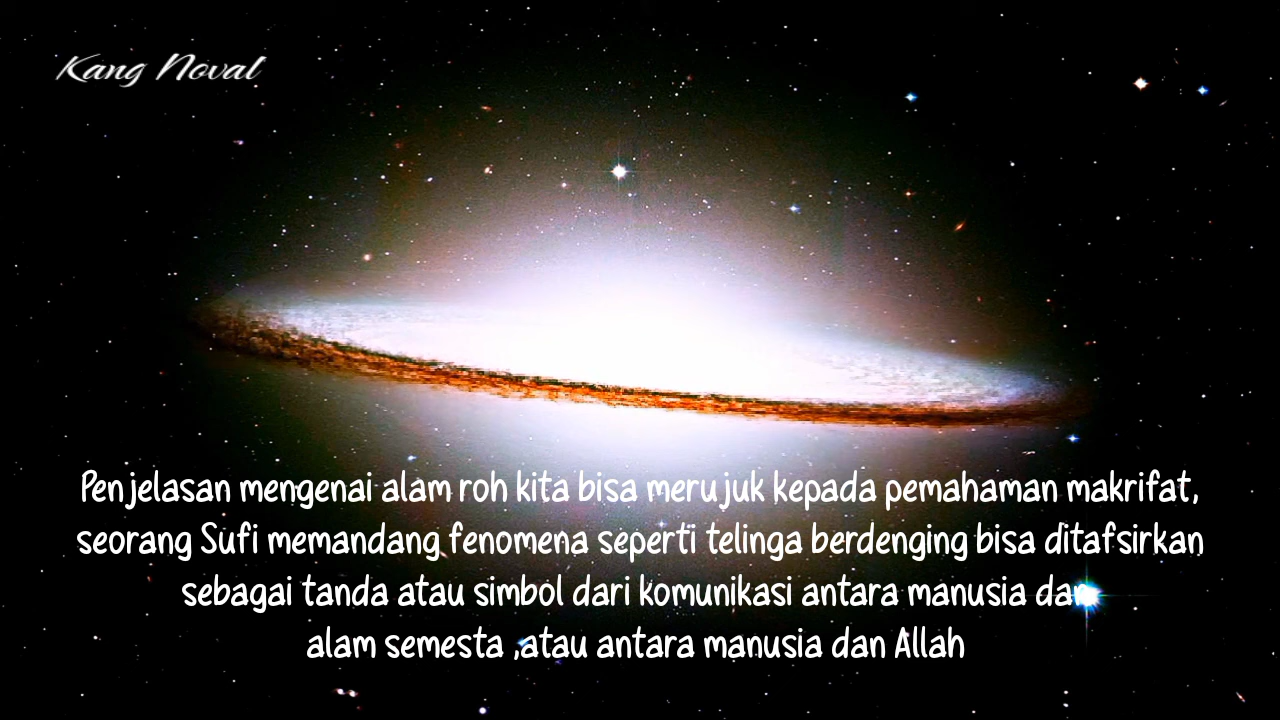 Kang Noval
Penjelasan mengenai alam roh kita bisa merujuk kepada pemahaman makrifat,
seorang Sufi memandang fenomena seperti telinga berdenging bisa ditafsirkan
sebagai tanda atau simbol dari komunikasi antara manusia dan
alam semesta ,atau antara manusia dan Allah